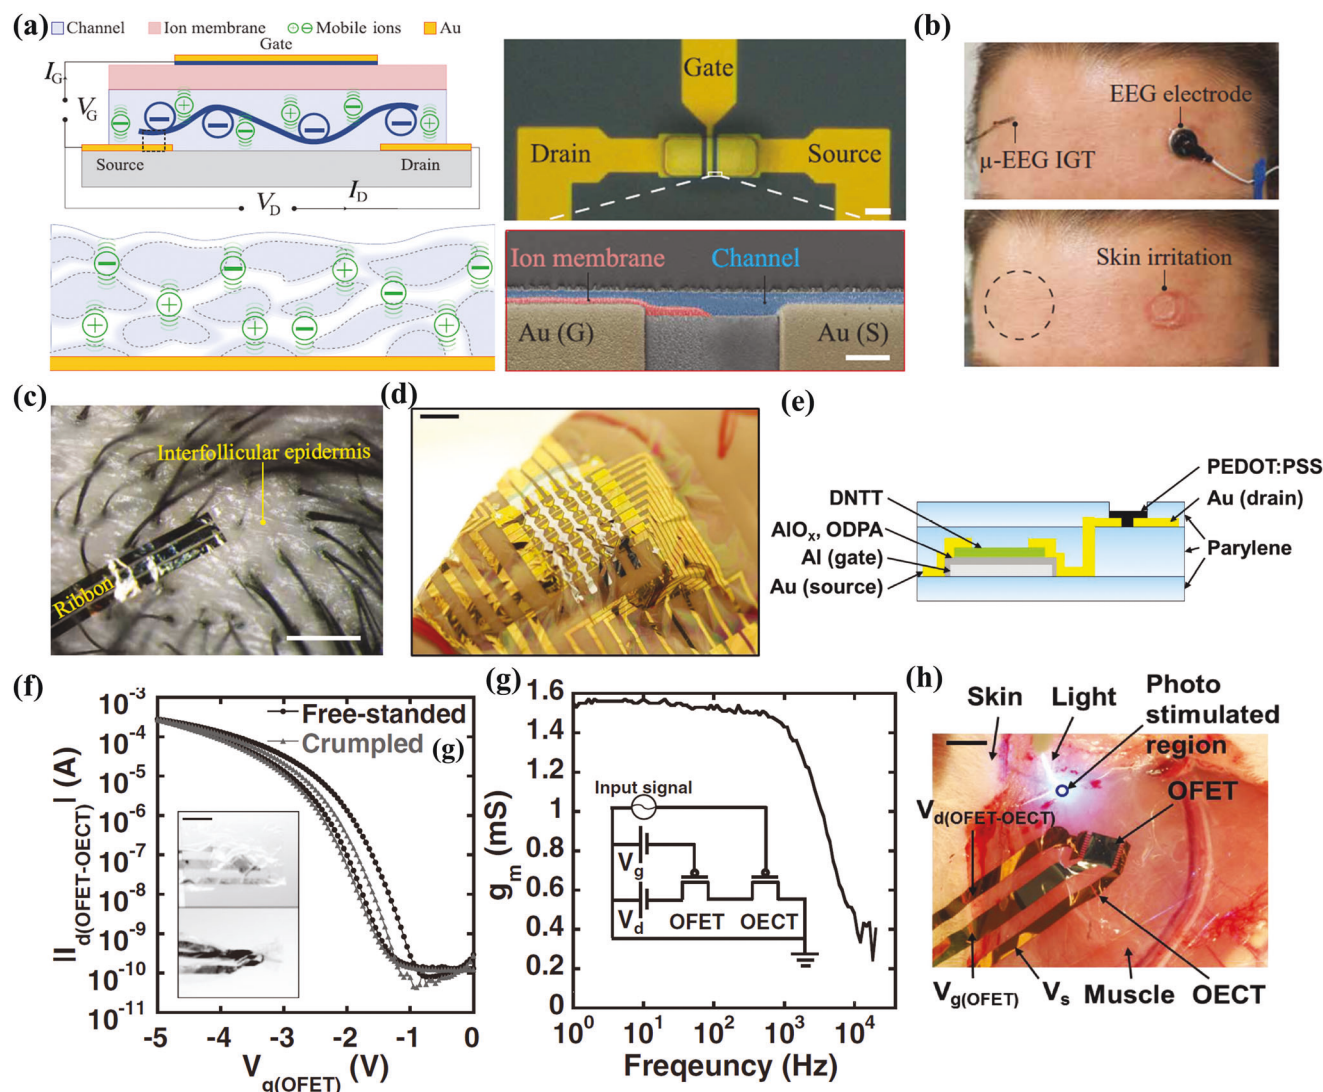 (a)
Channel Ion membrane Mobile ions Au
Gate
I_G
V_G
Source
Drain
V_D
I_D
Gate
Drain
Source
Ion membrane
Channel
Au (G)
Au (S)
(b)
EEG electrode
μ-EEG IGT
Skin irritation
(c)
Interfollicular epidermis
Ribbon
(d)
(e)
PEDOT:PSS
DNTT
Au (drain)
AlOx, ODPA
Al (gate)
Parylene
Au (source)
(f)
10^-3
10^-4
10^-5
10^-6
10^-7
10^-8
10^-9
10^-10
10^-11
|I_d(OFET-OECT)| (A)
Free-standed
Crumpled
(g)
-5 -4 -3 -2 -1 0
V_g(OFET) (V)
(g)
1.6
1.4
1.2
1
0.8
0.6
0.4
0.2
0
g_m (mS)
Input signal
V_g
V_d
OFET
OECT
10^0 10^1 10^2 10^3 10^4
Freqeuncy (Hz)
(h)
Skin
Light
Photo
stimulated
region
OFET
V_d(OFET-OECT)
V_g(OFET)
V_s
Muscle
OECT